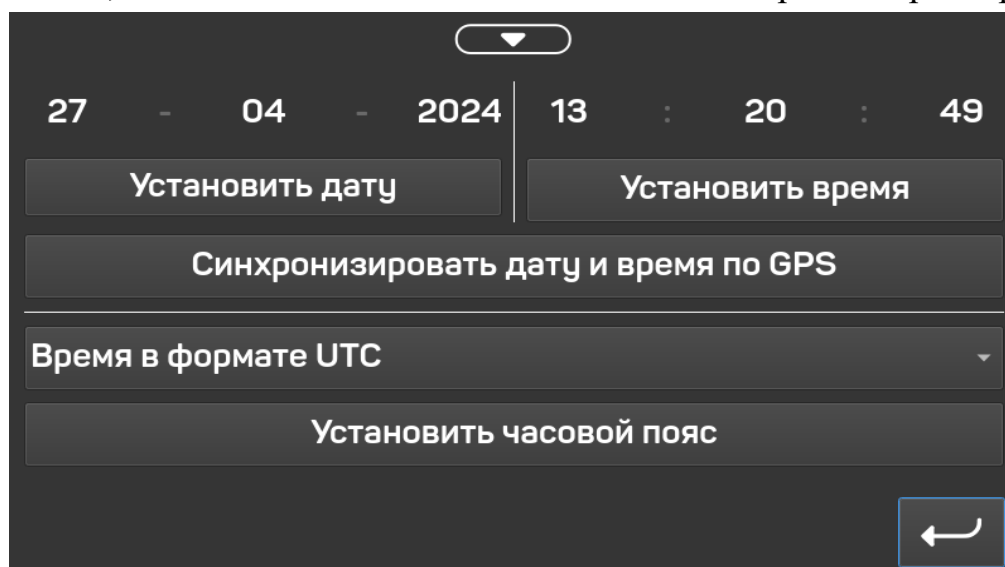 27 - 04 - 2024 13 : 20 : 49
Установить дату Установить время
Синхронизировать дату и время по GPS
Время в формате UTC
Установить часовой пояс